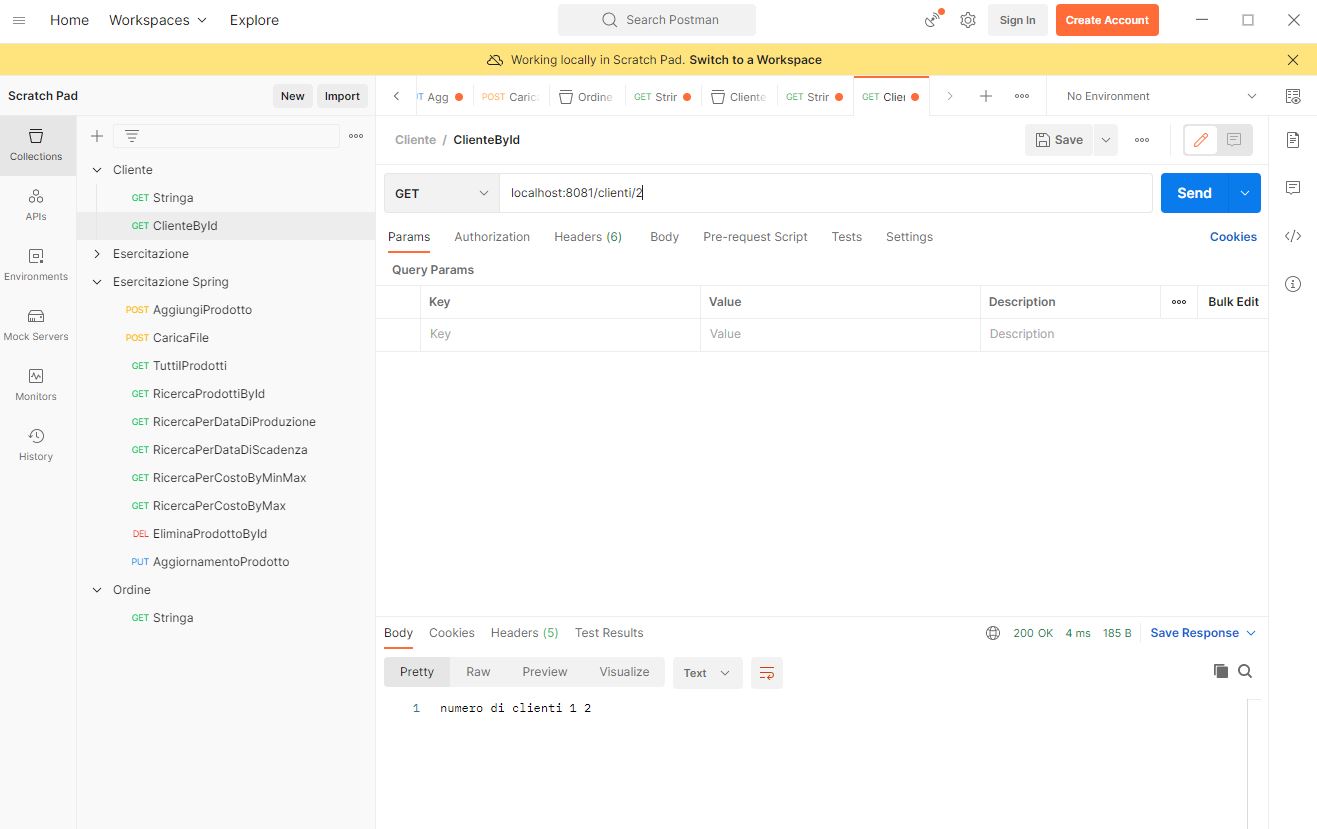 Home Workspaces Explore Search Postman Sign In Create Account
Working locally in Scratch Pad. Switch to a Workspace
Scratch Pad New Import
Agg POST Caric Ordine GET Strir Cliente GET Strir GET Clier No Environment
Collections
APIs
Environments
Mock Servers
Monitors
History
Cliente
GET Stringa
GET ClienteById
Esercitazione
Esercitazione Spring
POST AggiungiProdotto
POST CaricaFile
GET TuttiIProdotti
GET RicercaProdottiById
GET RicercaPerDataDiProduzione
GET RicercaPerDataDiScadenza
GET RicercaPerCostoByMinMax
GET RicercaPerCostoByMax
DEL EliminaProdottoById
PUT AggiornamentoProdotto
Ordine
GET Stringa
Cliente / ClienteById Save
GET localhost:8081/clienti/2 Send
Params Authorization Headers (6) Body Pre-request Script Tests Settings Cookies
Query Params
Key Value Description Bulk Edit
Key Value Description
Body Cookies Headers (5) Test Results 200 OK 4 ms 185 B Save Response
Pretty Raw Preview Visualize Text
1 numero di clienti 1 2